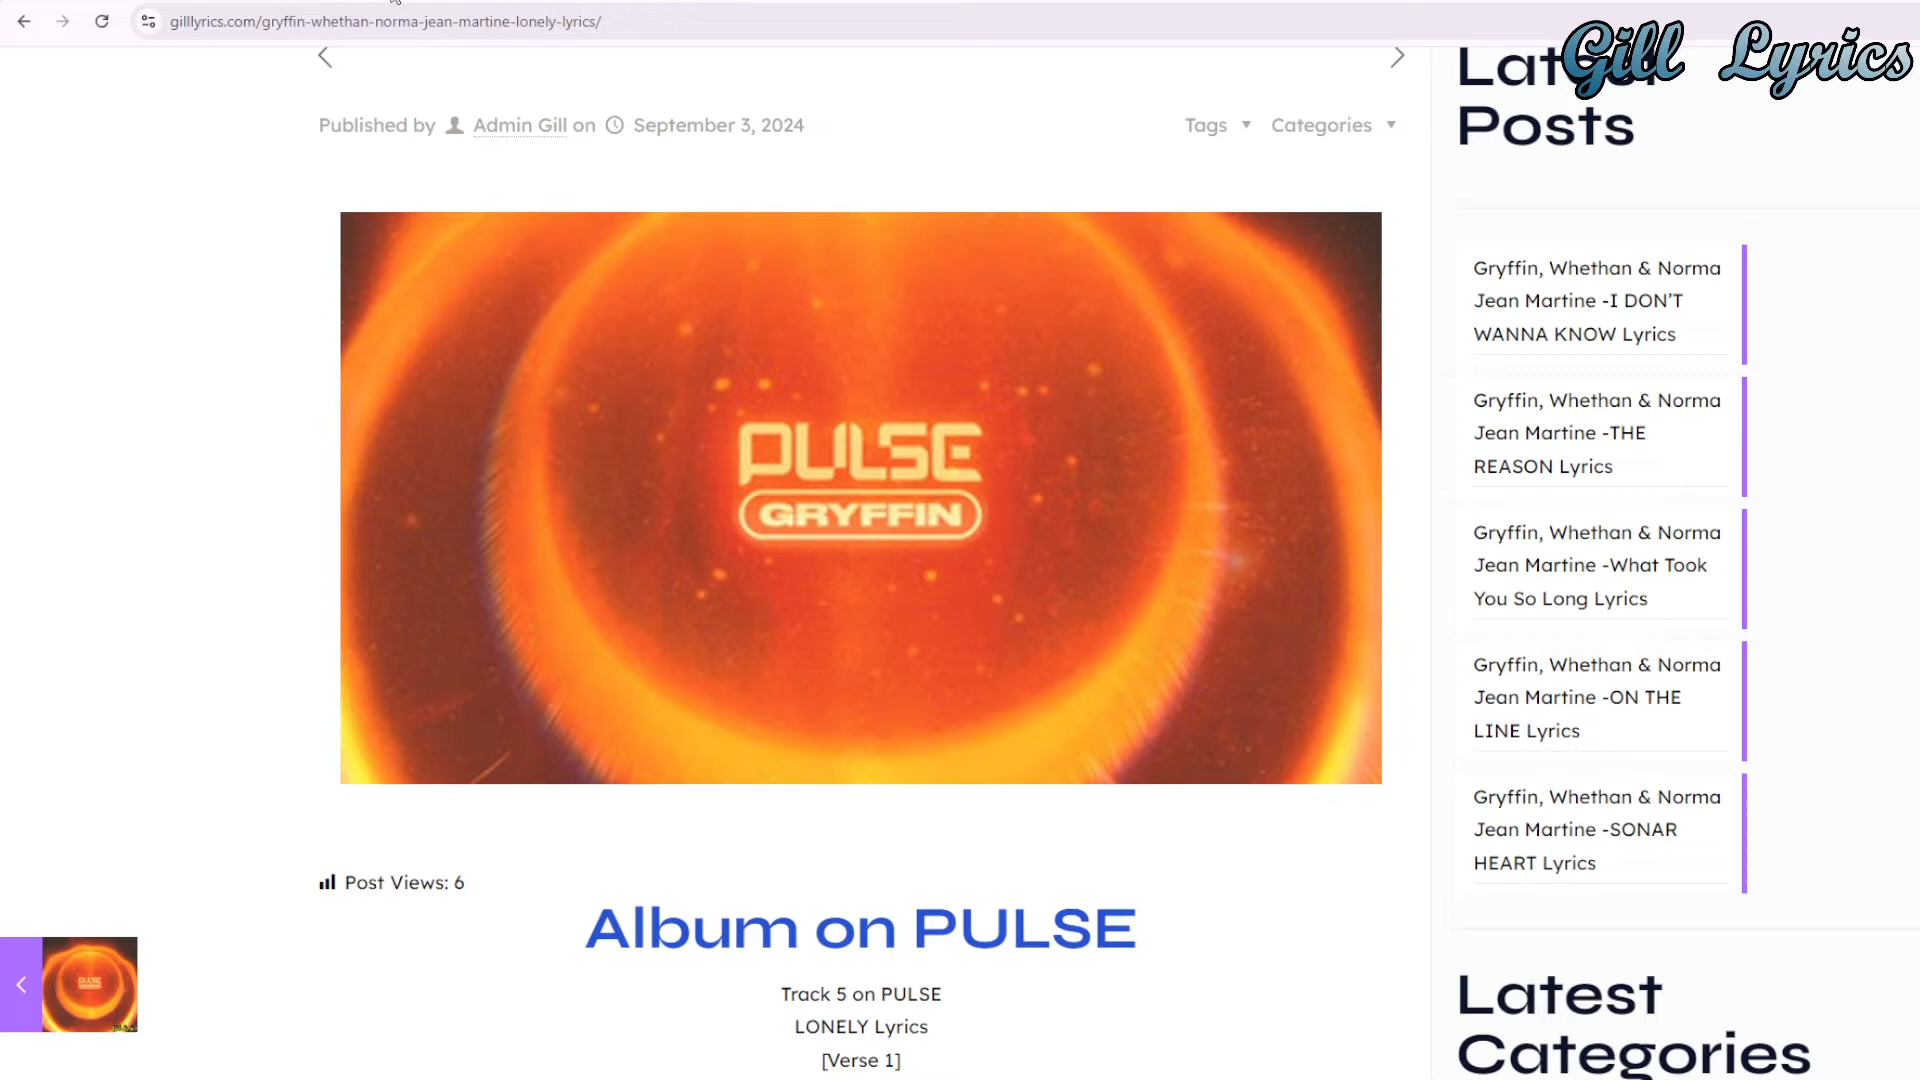 gilllyrics.com/gryffin-whethan-norma-jean-martine-lonely-lyrics/
Gill Lyrics
Published by Admin Gill on September 3, 2024
Tags Categories
PULSE
GRYFFIN
Post Views: 6
Album on PULSE
Track 5 on PULSE
LONELY Lyrics
[Verse 1]
Latest
Posts
Gryffin, Whethan & Norma
Jean Martine -I DON’T
WANNA KNOW Lyrics
Gryffin, Whethan & Norma
Jean Martine -THE
REASON Lyrics
Gryffin, Whethan & Norma
Jean Martine -What Took
You So Long Lyrics
Gryffin, Whethan & Norma
Jean Martine -ON THE
LINE Lyrics
Gryffin, Whethan & Norma
Jean Martine -SONAR
HEART Lyrics
Latest
Categories
PULSE